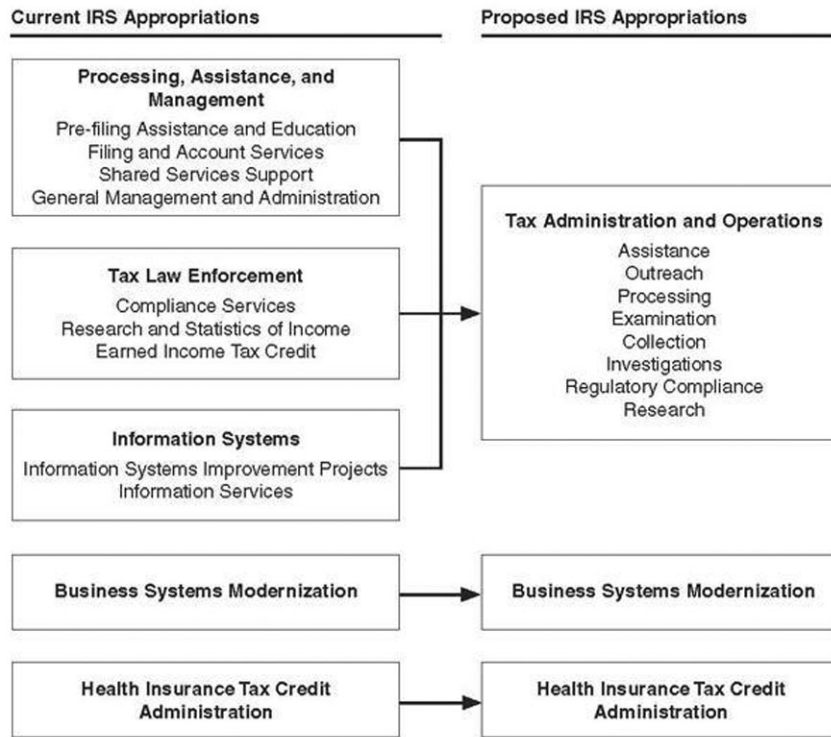 Current IRS Appropriations
Proposed IRS Appropriations
Processing, Assistance, and
Management
Pre-filing Assistance and Education
Filing and Account Services
Shared Services Support
General Management and Administration
Tax Law Enforcement
Compliance Services
Research and Statistics of Income
Earned Income Tax Credit
Information Systems
Information Systems Improvement Projects
Information Services
Tax Administration and Operations
Assistance
Outreach
Processing
Examination
Collection
Investigations
Regulatory Compliance
Research
Business Systems Modernization
Business Systems Modernization
Health Insurance Tax Credit
Administration
Health Insurance Tax Credit
Administration